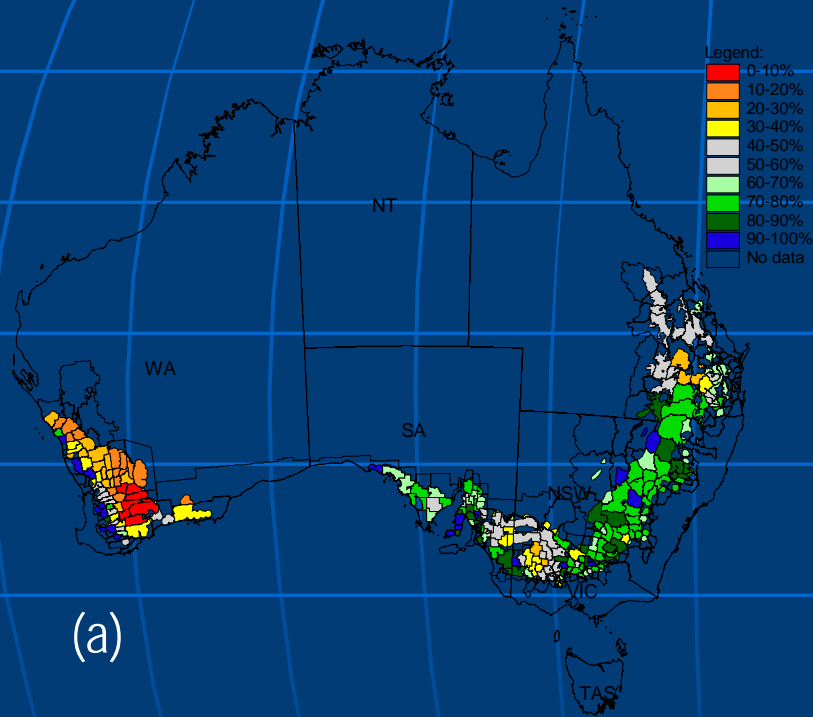 Legend:
0-10%
10-20%
20-30%
30-40%
40-50%
50-60%
60-70%
70-80%
80-90%
90-100%
No data
NT
WA
SA
NSW
VIC
(a)
TAS